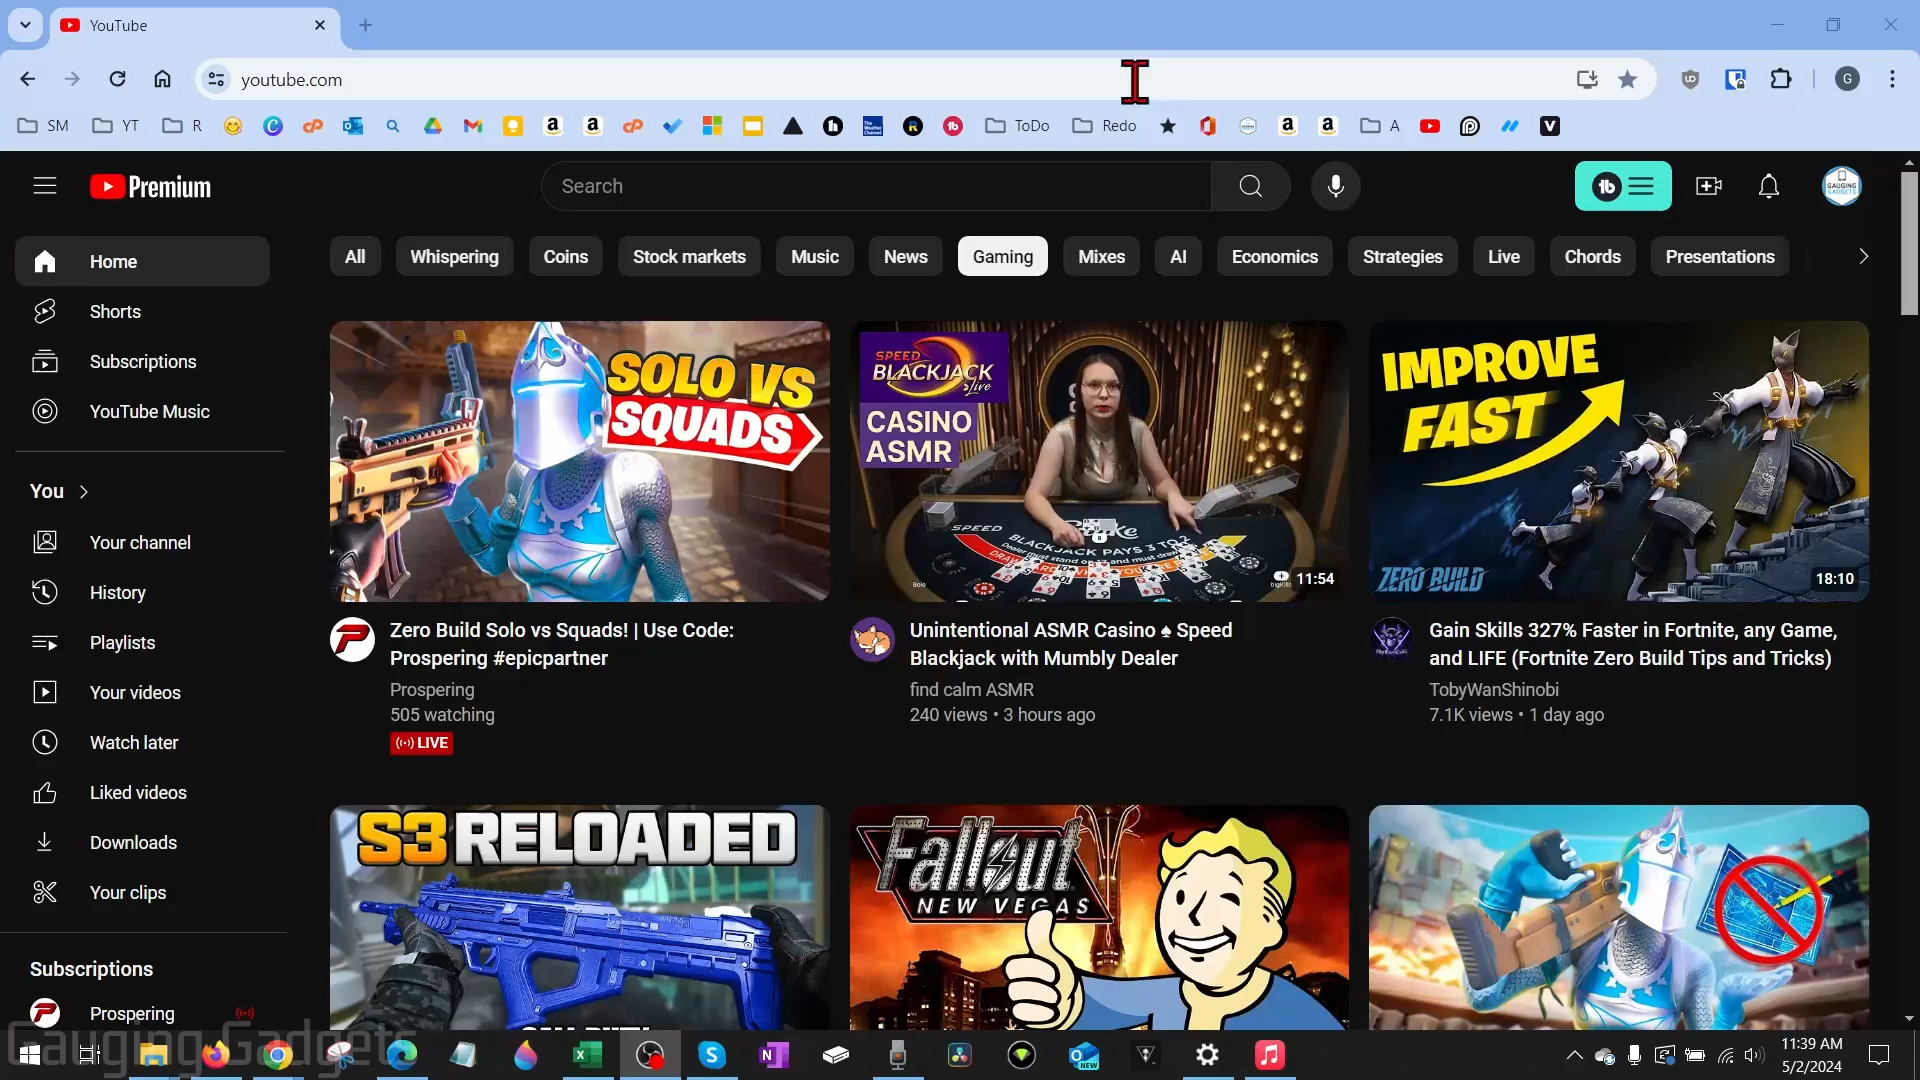 YouTube
youtube.com
G
SM
YT
R
ToDo
Redo
A
Premium
Search
Home
Shorts
Subscriptions
YouTube Music
You
Your channel
History
Playlists
Your videos
Watch later
Liked videos
Downloads
Your clips
Subscriptions
Prospering
All
Whispering
Coins
Stock markets
Music
News
Gaming
Mixes
AI
Economics
Strategies
Live
Chords
Presentations
SOLO VS
SQUADS
Zero Build Solo vs Squads! | Use Code:
Prospering #epicpartner
Prospering
505 watching
LIVE
SPEED
BLACKJACK
live
CASINO
ASMR
SPEED
BLACKJACK PAYS 3 TO 2
11:54
Unintentional ASMR Casino ♠ Speed
Blackjack with Mumbly Dealer
find calm ASMR
240 views • 3 hours ago
IMPROVE
FAST
ZERO BUILD
18:10
Gain Skills 327% Faster in Fortnite, any Game,
and LIFE (Fortnite Zero Build Tips and Tricks)
TobyWanShinobi
7.1K views • 1 day ago
S3 RELOADED
Fallout
NEW VEGAS
Gauging Gadgets
11:39 AM
5/2/2024